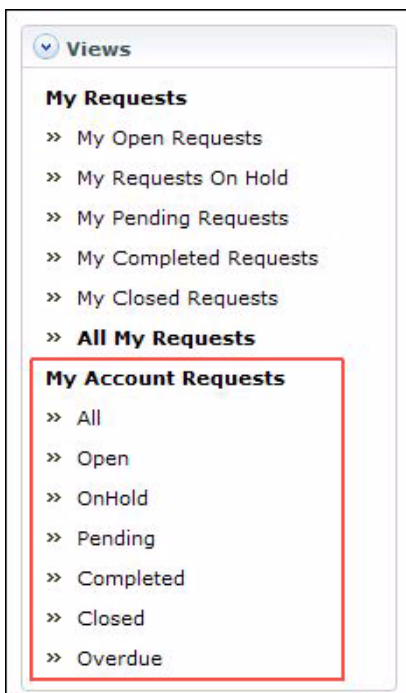 Views
My Requests
» My Open Requests
» My Requests On Hold
» My Pending Requests
» My Completed Requests
» My Closed Requests
» All My Requests
My Account Requests
» All
» Open
» OnHold
» Pending
» Completed
» Closed
» Overdue